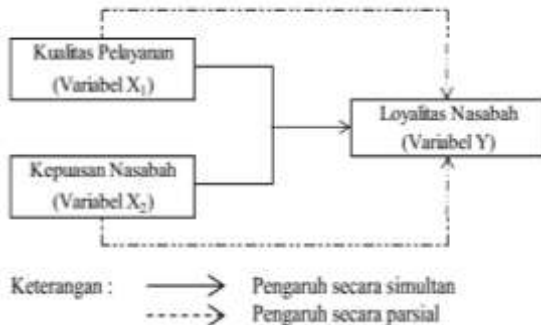 Kualitas Pelayanan
(Variabel X₁)
Loyalitas Nasabah
(Variabel Y)
Kepuasan Nasabah
(Variabel X₂)
Keterangan :
Pengaruh secara simultan
Pengaruh secara parsial